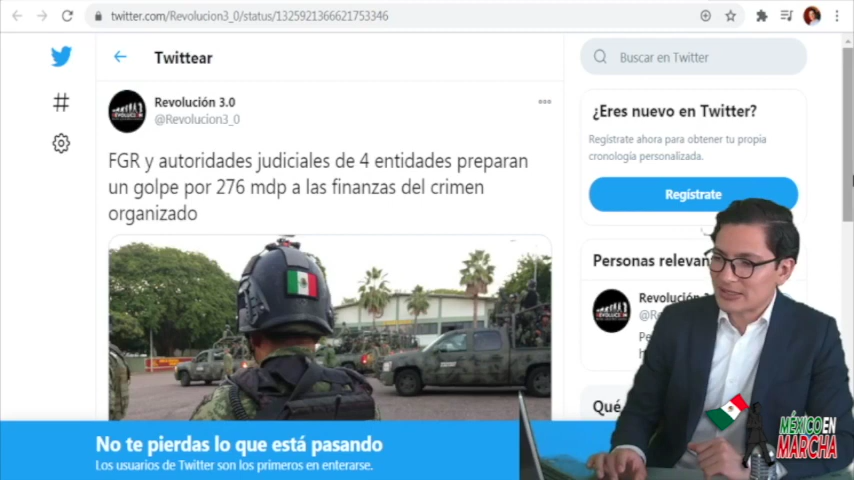 twitter.com/Revolucion3_0/status/1325921366621753346
Twittear
Buscar en Twitter
Revolución 3.0
@Revolucion3_0
FGR y autoridades judiciales de 4 entidades preparan
un golpe por 276 mdp a las finanzas del crimen
organizado
¿Eres nuevo en Twitter?
Regístrate ahora para obtener tu propia
cronología personalizada.
Regístrate
Personas
Revolución
Qué
No te pierdas lo que está pasando
Los usuarios de Twitter son los primeros en enterarse.
MÉXICO EN
MARCHA